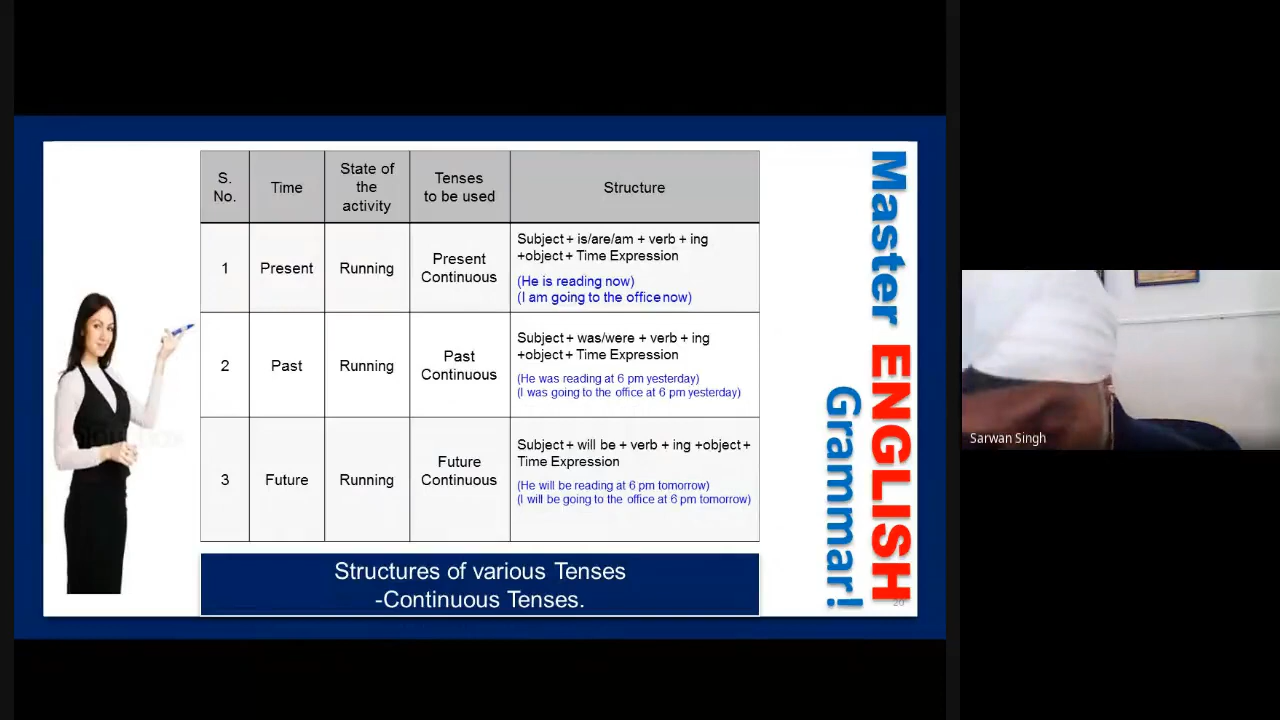 S.
No.
Time
State of
the
activity
Tenses
to be used
Structure
1
Present
Running
Present
Continuous
Subject + is/are/am + verb + ing
+object + Time Expression
(He is reading now)
(I am going to the office now)
2
Past
Running
Past
Continuous
Subject + was/were + verb + ing
+object + Time Expression
(He was reading at 6 pm yesterday)
(I was going to the office at 6 pm yesterday)
3
Future
Running
Future
Continuous
Subject + will be + verb + ing +object +
Time Expression
(He will be reading at 6 pm tomorrow)
(I will be going to the office at 6 pm tomorrow)
Structures of various Tenses
-Continuous Tenses.
Master ENGLISH
Grammar!
20
Sarwan Singh